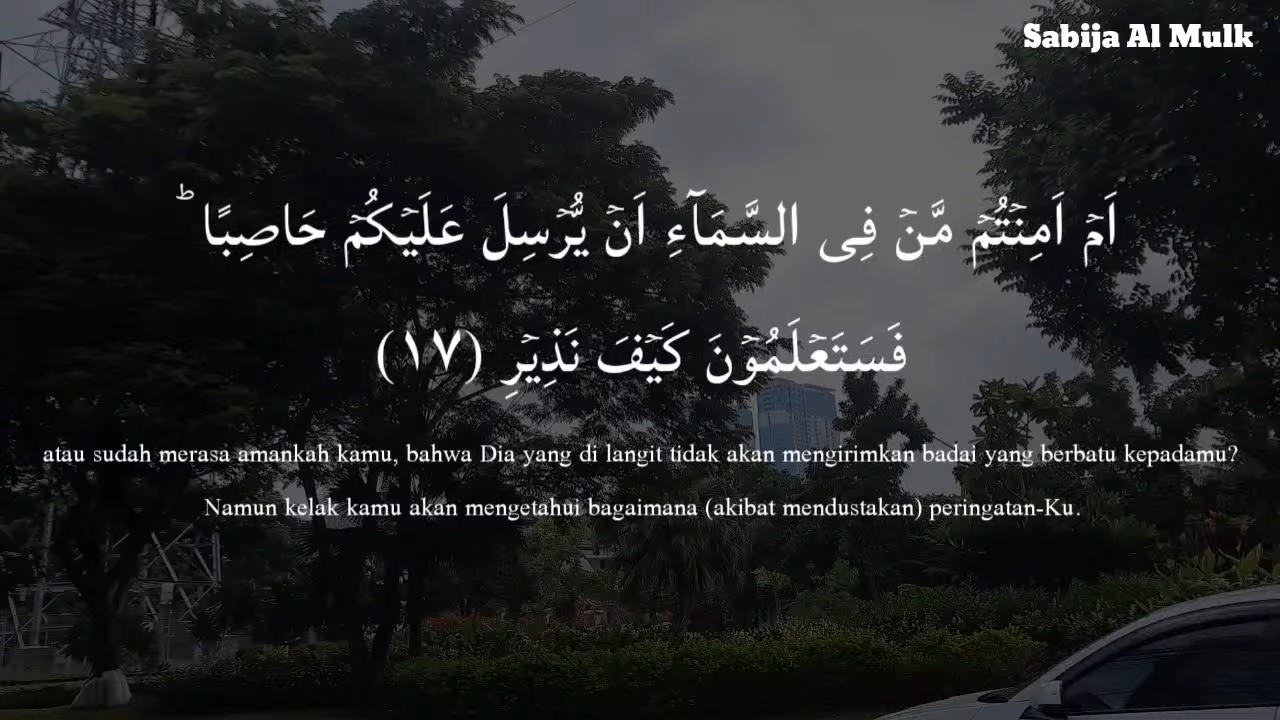 Sabija Al Mulk
اَمْ اَمِنْتُمْ مَّنْ فِى السَّمَاۤءِ اَنْ يُّرْسِلَ عَلَيْكُمْ حَاصِبًا ۗ
فَسَتَعْلَمُوْنَ كَيْفَ نَذِيْرِ (١٧)
atau sudah merasa amankah kamu, bahwa Dia yang di langit tidak akan mengirimkan badai yang berbatu kepadamu?
Namun kelak kamu akan mengetahui bagaimana (akibat mendustakan) peringatan-Ku.